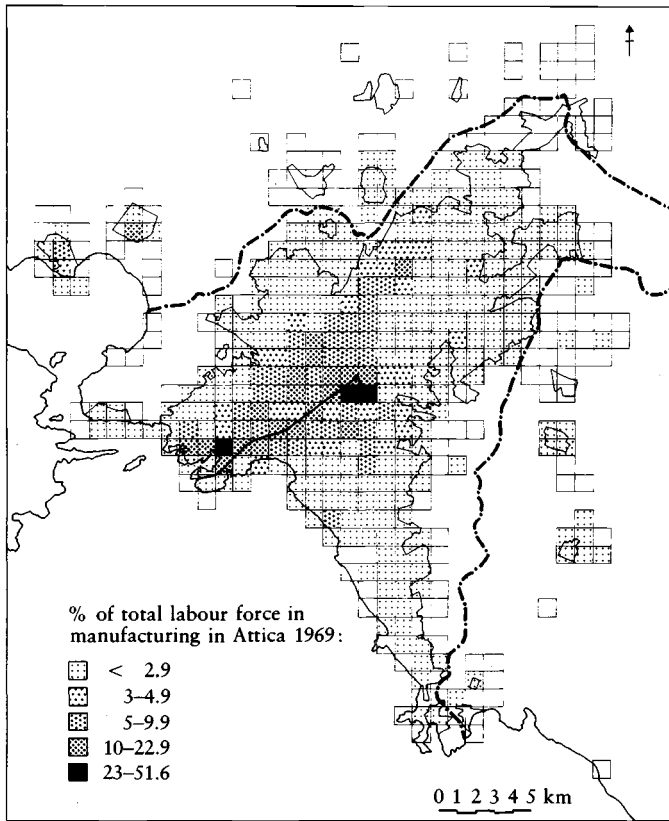 % of total labour force in
manufacturing in Attica 1969:
< 2.9
3–4.9
5–9.9
10–22.9
23–51.6
0 1 2 3 4 5 km